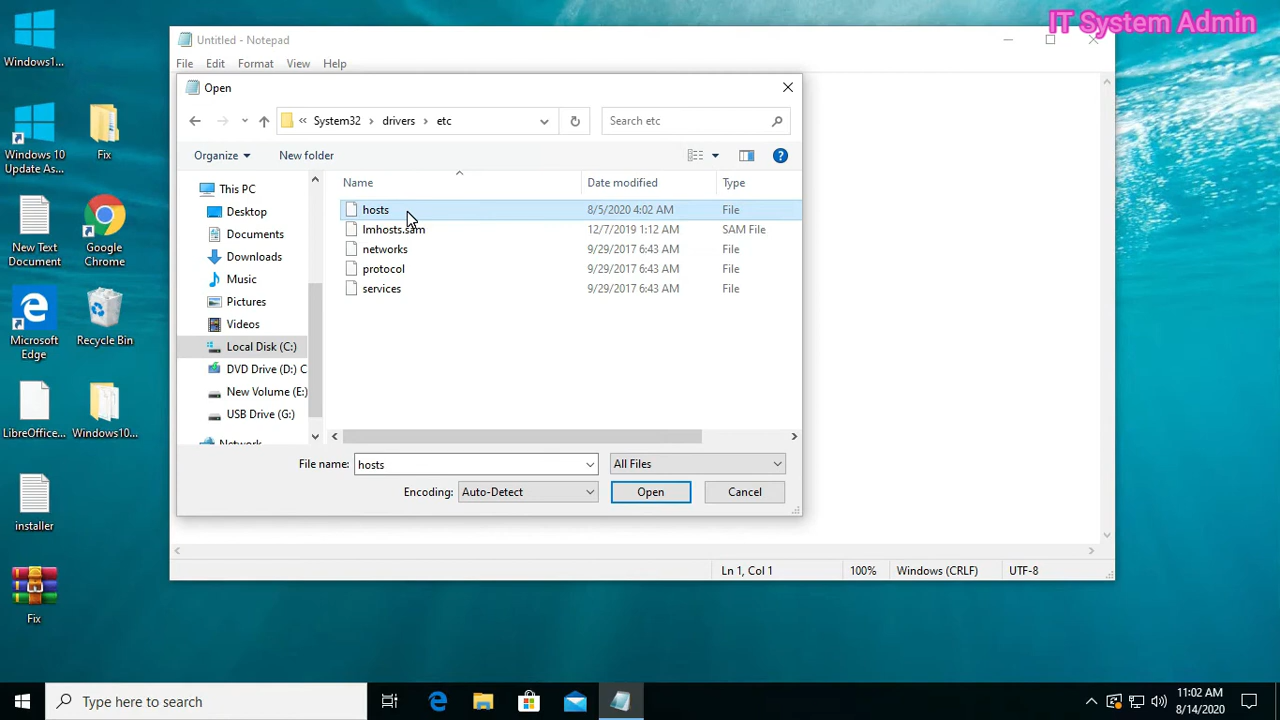 IT System Admin
Windows1...
Windows 10
Update As...
Fix
New Text
Document
Google
Chrome
Microsoft
Edge
Recycle Bin
LibreOffice...
Windows10...
installer
Fix
Untitled - Notepad
File Edit Format View Help
Open
« System32 > drivers > etc
Search etc
Organize New folder
Name Date modified Type
hosts 8/5/2020 4:02 AM File
lmhosts.sam 12/7/2019 1:12 AM SAM File
networks 9/29/2017 6:43 AM File
protocol 9/29/2017 6:43 AM File
services 9/29/2017 6:43 AM File
This PC
Desktop
Documents
Downloads
Music
Pictures
Videos
Local Disk (C:)
DVD Drive (D:) C
New Volume (E:)
USB Drive (G:)
Network
File name: hosts All Files
Encoding: Auto-Detect Open Cancel
Ln 1, Col 1 100% Windows (CRLF) UTF-8
Type here to search
11:02 AM
8/14/2020